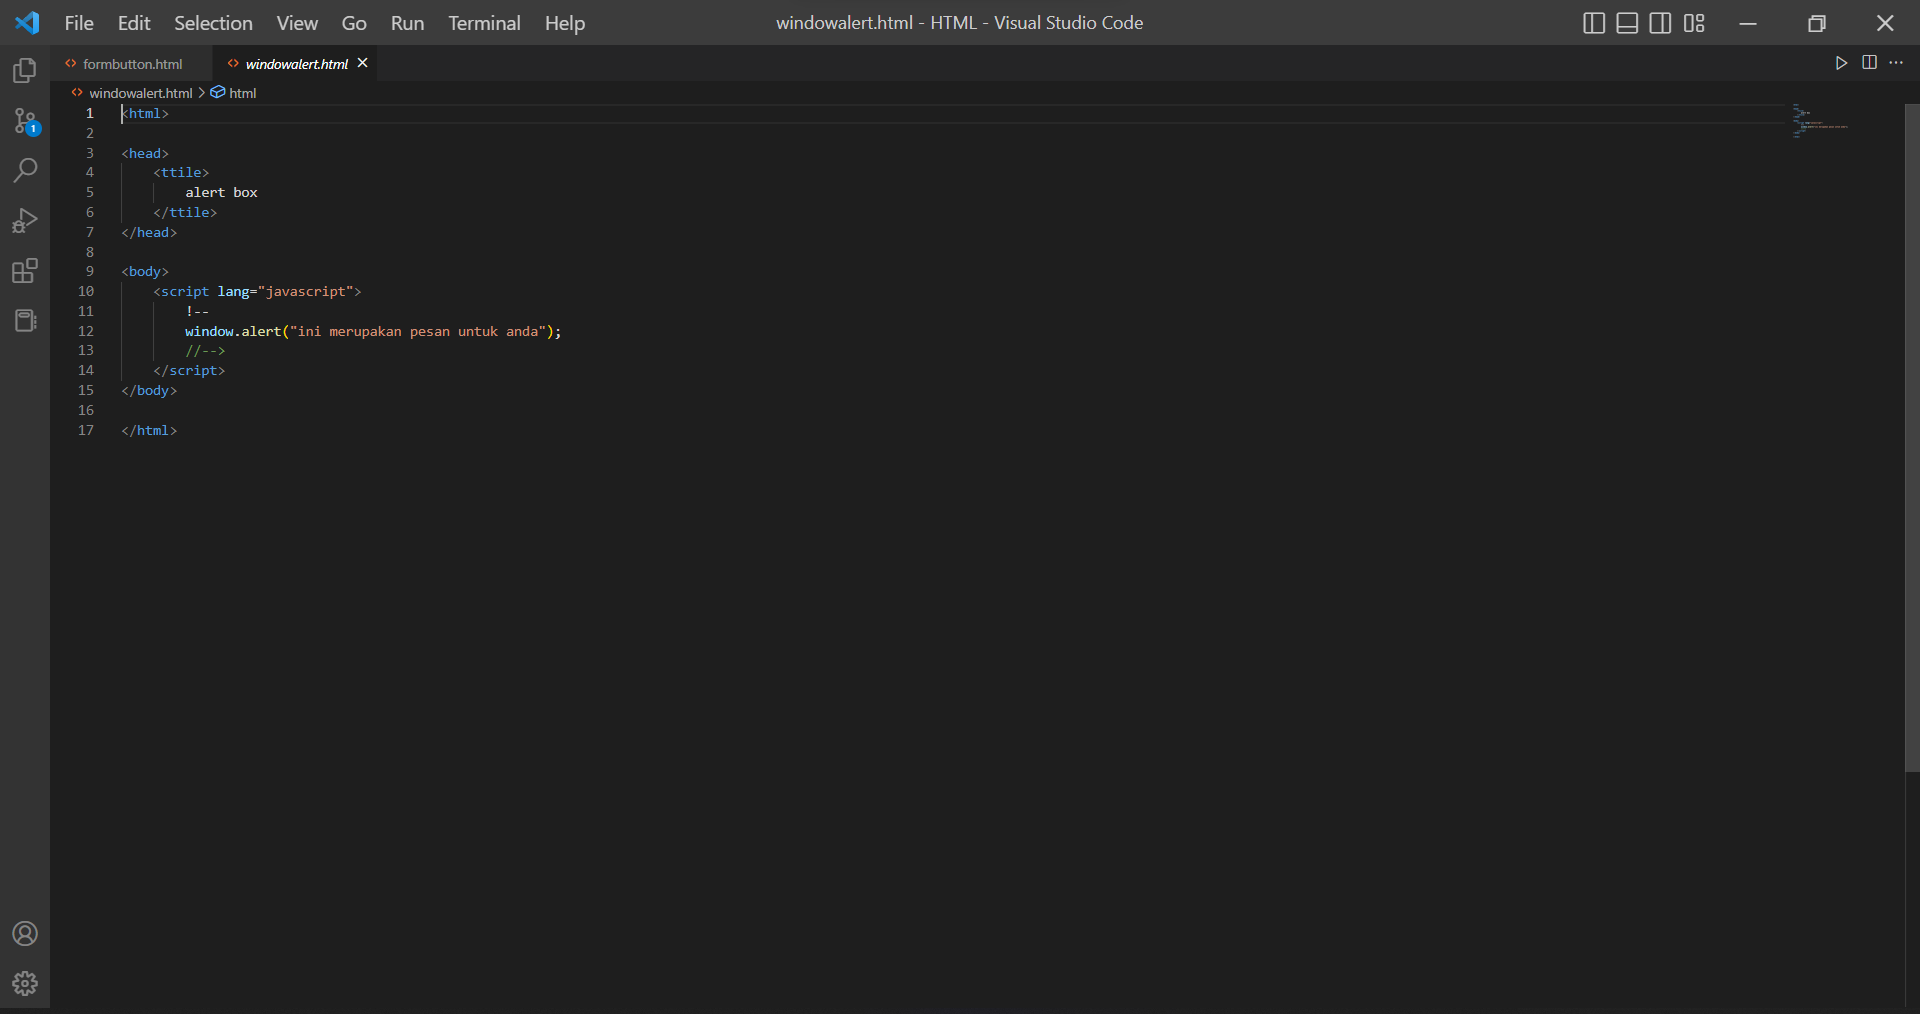 File Edit Selection View Go Run Terminal Help windowalert.html - HTML - Visual Studio Code
formbutton.html windowalert.html
windowalert.html > html
1 <html>
2
3 <head>
4 <ttile>
5 alert box
6 </ttile>
7 </head>
8
9 <body>
10 <script lang="javascript">
11 !--
12 window.alert("ini merupakan pesan untuk anda");
13 //-->
14 </script>
15 </body>
16
17 </html>
1